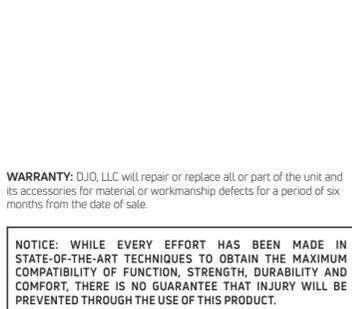 WARRANTY: DJO, LLC will repair or replace all or part of the unit and
its accessories for material or workmanship defects for a period of six
months from the date of sale.
NOTICE: WHILE EVERY EFFORT HAS BEEN MADE IN
STATE-OF-THE-ART TECHNIQUES TO OBTAIN THE MAXIMUM
COMPATIBILITY OF FUNCTION, STRENGTH, DURABILITY AND
COMFORT, THERE IS NO GUARANTEE THAT INJURY WILL BE
PREVENTED THROUGH THE USE OF THIS PRODUCT.